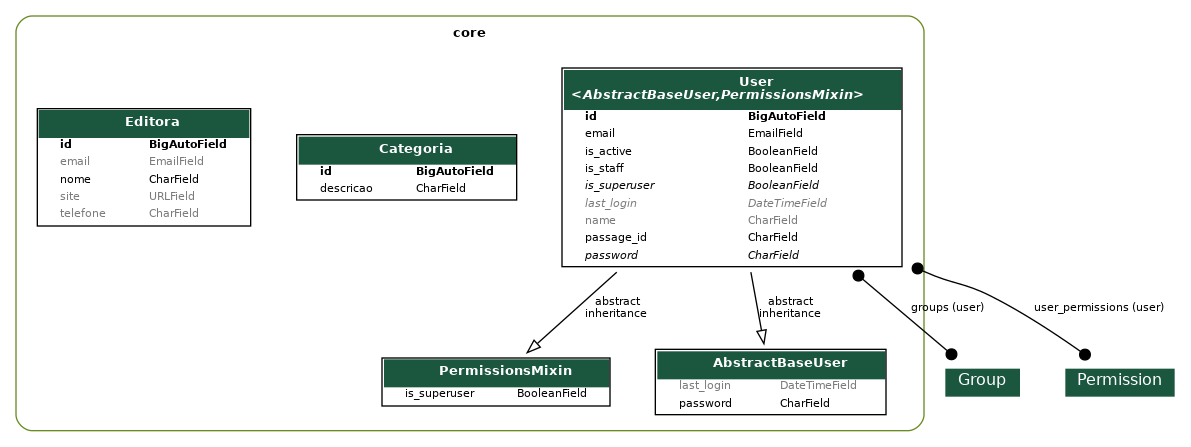 core
Editora
id BigAutoField
email EmailField
nome CharField
site URLField
telefone CharField
Categoria
id BigAutoField
descricao CharField
User
<AbstractBaseUser,PermissionsMixin>
id BigAutoField
email EmailField
is_active BooleanField
is_staff BooleanField
is_superuser BooleanField
last_login DateTimeField
name CharField
passage_id CharField
password CharField
abstract
inheritance
abstract
inheritance
groups (user)
user_permissions (user)
PermissionsMixin
is_superuser BooleanField
AbstractBaseUser
last_login DateTimeField
password CharField
Group
Permission